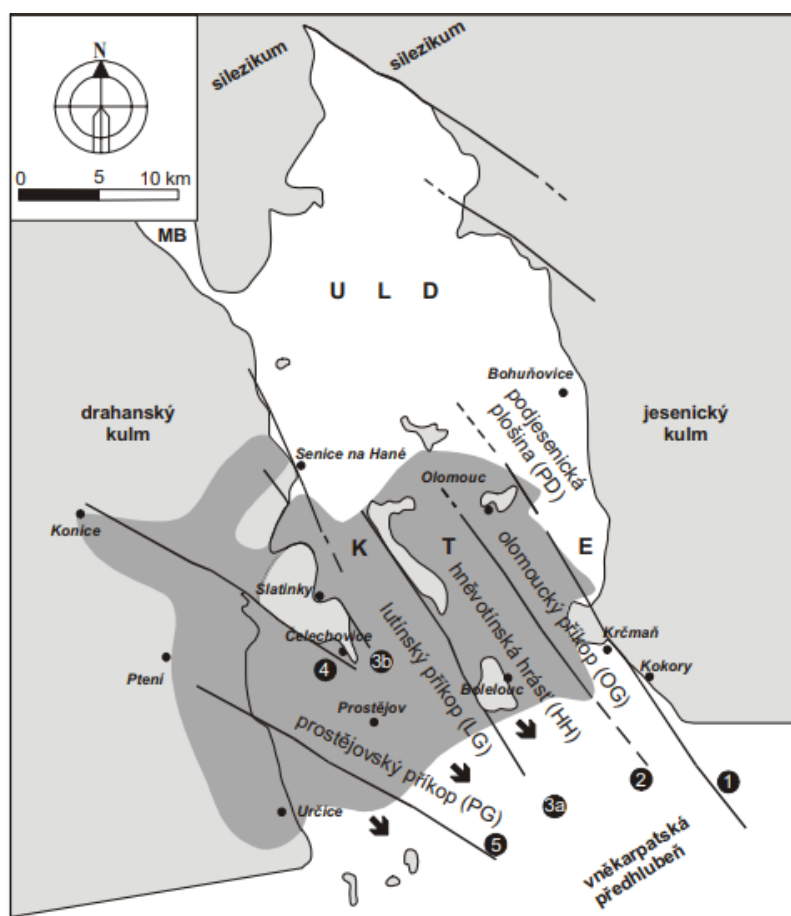 N
0 5 10 km
silezikum
silezikum
MB
U L D
Bohuňovice
drahanský
kulm
podjesenická
plošina (PD)
jesenický
kulm
Senice na Hané
Olomouc
Konice
K T E
Slatinky
olomoucký příkop (OG)
hněvotínská hrásť (HH)
lutínský příkop (LG)
Čelechovice
Krčmaň
Kokory
Ptení
4
3b
Bolelouc
Prostějov
prostějovský příkop (PG)
Určice
3a
2
1
5
vněkarpatská
předhlubeň